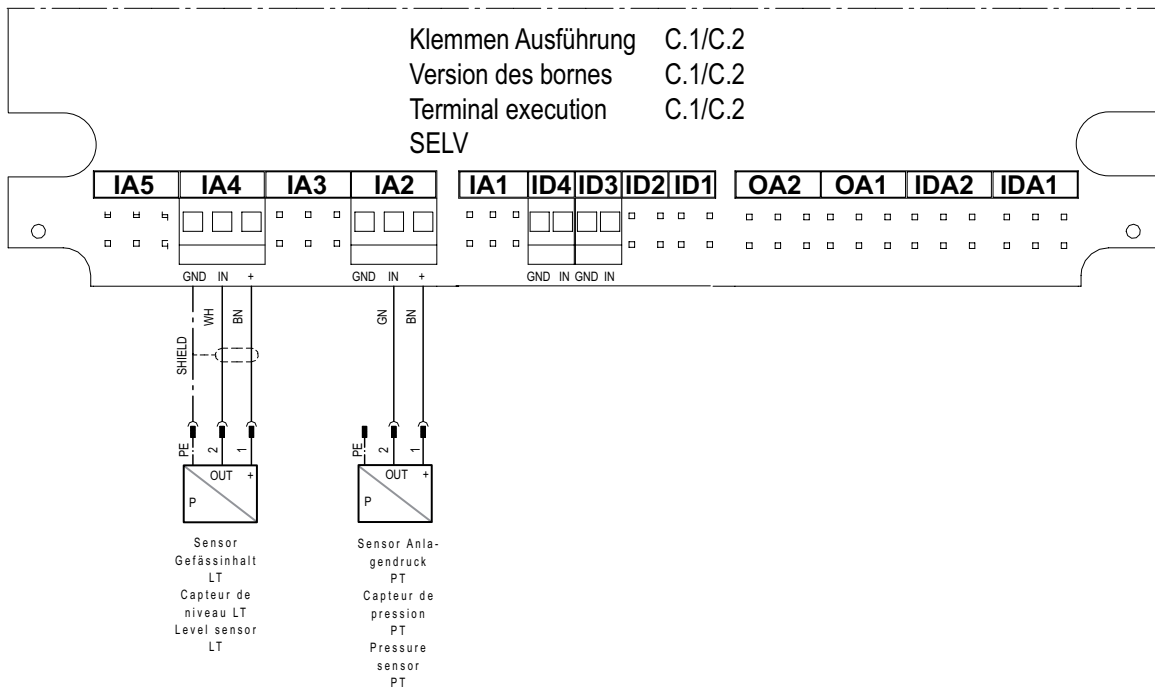 Klemmen Ausführung C.1/C.2
Version des bornes C.1/C.2
Terminal execution C.1/C.2
SELV
IA5 IA4 IA3 IA2 IA1 ID4 ID3 ID2 ID1 OA2 OA1 IDA2 IDA1
GND IN + GND IN + GND IN GND IN
SHIELD WH BN GN BN
PE 2 1 PE 2 1
OUT + OUT +
P P
Sensor
Gefässinhalt
LT
Capteur de
niveau LT
Level sensor
LT
Sensor Anla-
gendruck
PT
Capteur de
pression
PT
Pressure
sensor
PT